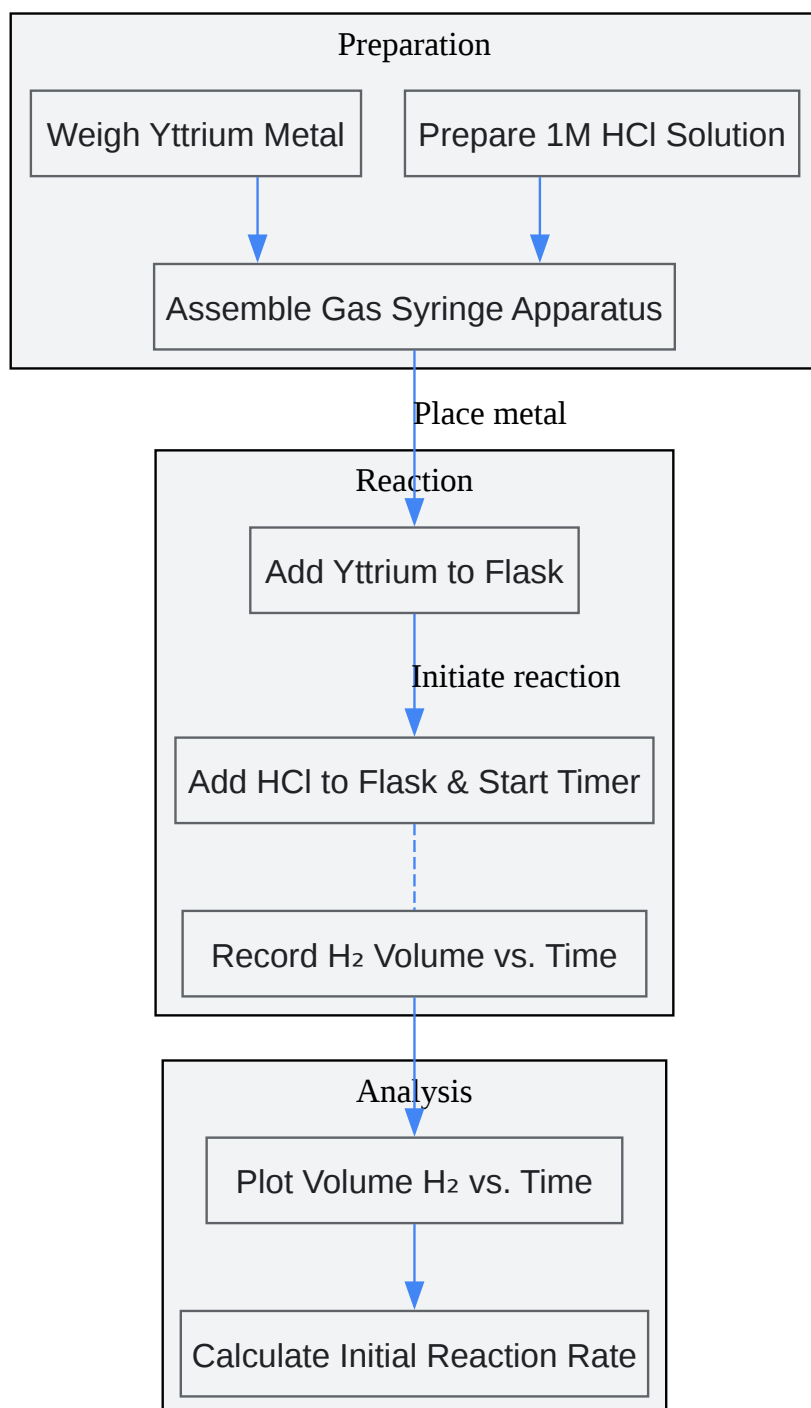 Preparation
Weigh Yttrium Metal
Prepare 1M HCl Solution
Assemble Gas Syringe Apparatus
Place metal
Reaction
Add Yttrium to Flask
Initiate reaction
Add HCl to Flask & Start Timer
Record H₂ Volume vs. Time
Analysis
Plot Volume H₂ vs. Time
Calculate Initial Reaction Rate